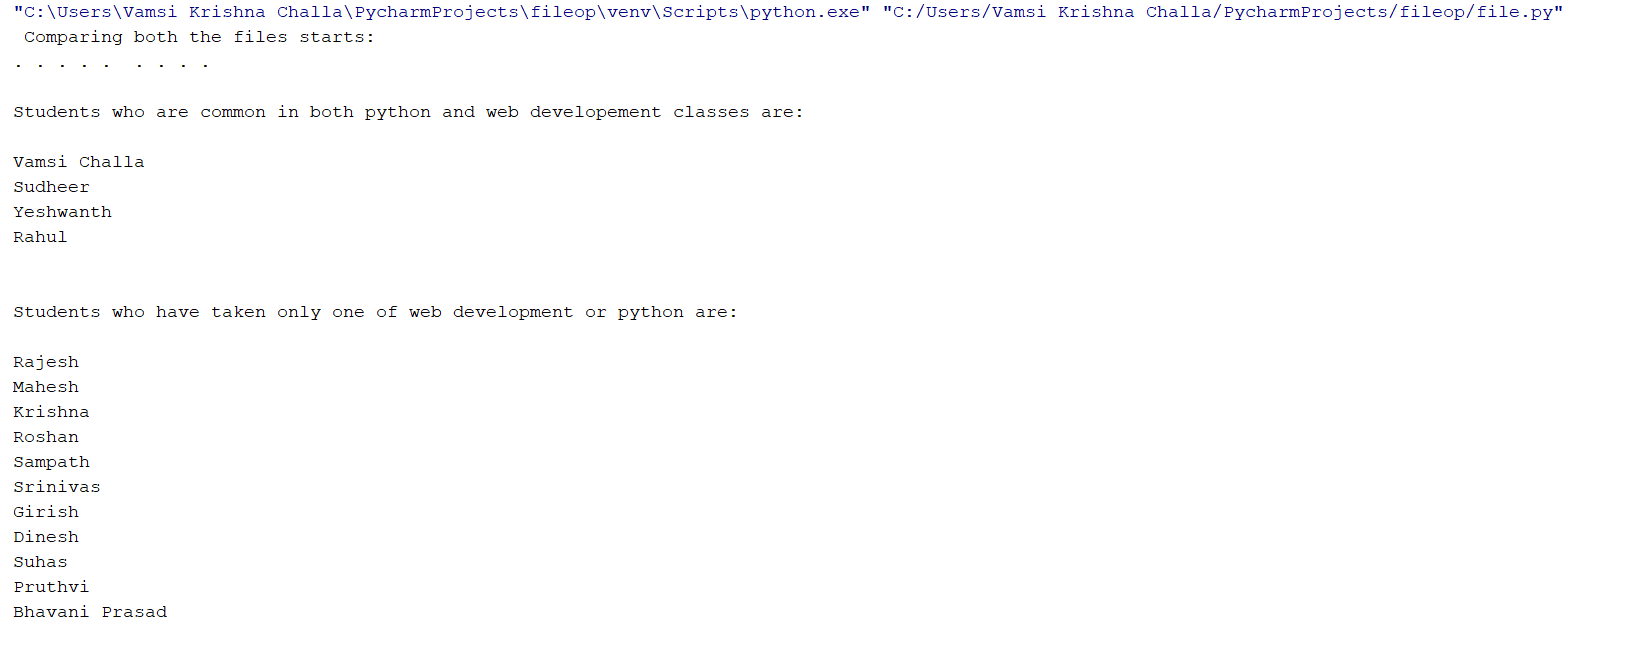 "C:\Users\Vamsi Krishna Challa\PycharmProjects\fileop\venv\Scripts\python.exe" "C:/Users/Vamsi Krishna Challa/PycharmProjects/fileop/file.py"
Comparing both the files starts:
. . . . .  . . . .
Students who are common in both python and web developement classes are:
Vamsi Challa
Sudheer
Yeshwanth
Rahul
Students who have taken only one of web development or python are:
Rajesh
Mahesh
Krishna
Roshan
Sampath
Srinivas
Girish
Dinesh
Suhas
Pruthvi
Bhavani Prasad